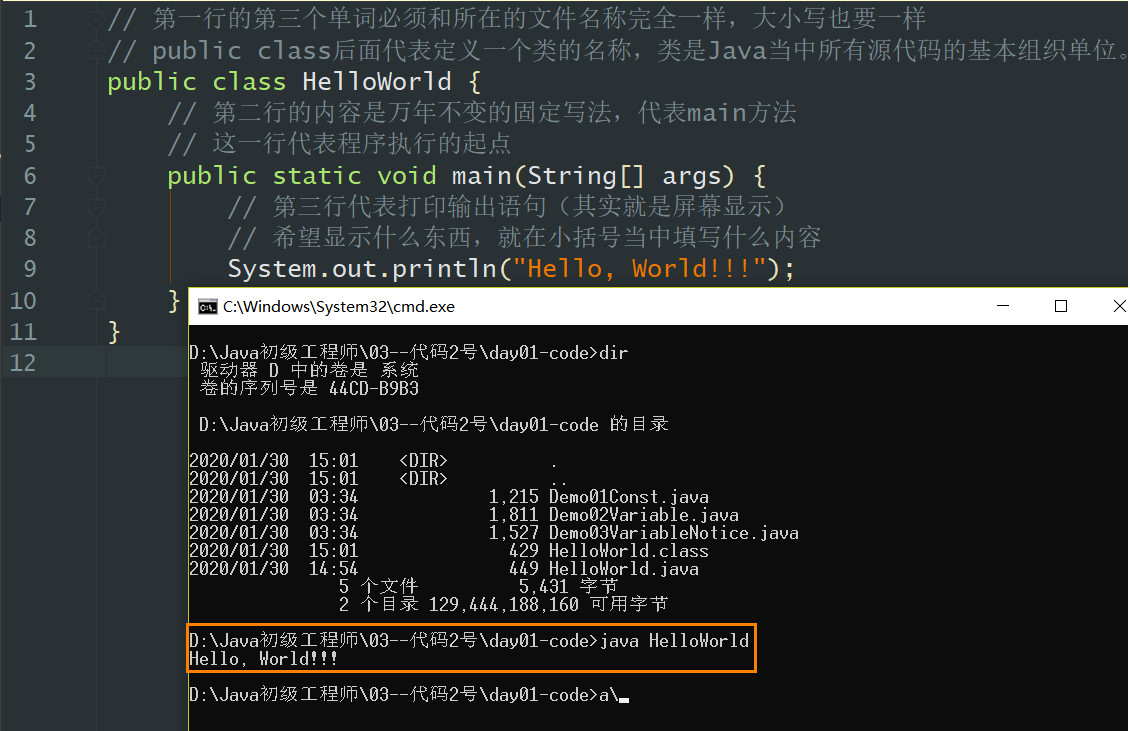 1 // 第一行的第三个单词必须和所在的文件名称完全一样，大小写也要一样
2 // public class后面代表定义一个类的名称，类是Java当中所有源代码的基本组织单位。
3 public class HelloWorld {
4 // 第二行的内容是万年不变的固定写法，代表main方法
5 // 这一行代表程序执行的起点
6 public static void main(String[] args) {
7 // 第三行代表打印输出语句（其实就是屏幕显示）
8 // 希望显示什么东西，就在小括号当中填写什么内容
9 System.out.println("Hello, World!!!");
10 }
11 }
12
C:\Windows\System32\cmd.exe
D:\Java初级工程师\03--代码2号\day01-code>dir
驱动器 D 中的卷是 系统
卷的序列号是 44CD-B9B3
D:\Java初级工程师\03--代码2号\day01-code 的目录
2020/01/30 15:01 <DIR> .
2020/01/30 15:01 <DIR> ..
2020/01/30 03:34 1,215 Demo01Const.java
2020/01/30 03:34 1,811 Demo02Variable.java
2020/01/30 03:34 1,527 Demo03VariableNotice.java
2020/01/30 15:01 429 HelloWorld.class
2020/01/30 14:54 449 HelloWorld.java
5 个文件 5,431 字节
2 个目录 129,444,188,160 可用字节
D:\Java初级工程师\03--代码2号\day01-code>java HelloWorld
Hello, World!!!
D:\Java初级工程师\03--代码2号\day01-code>a\